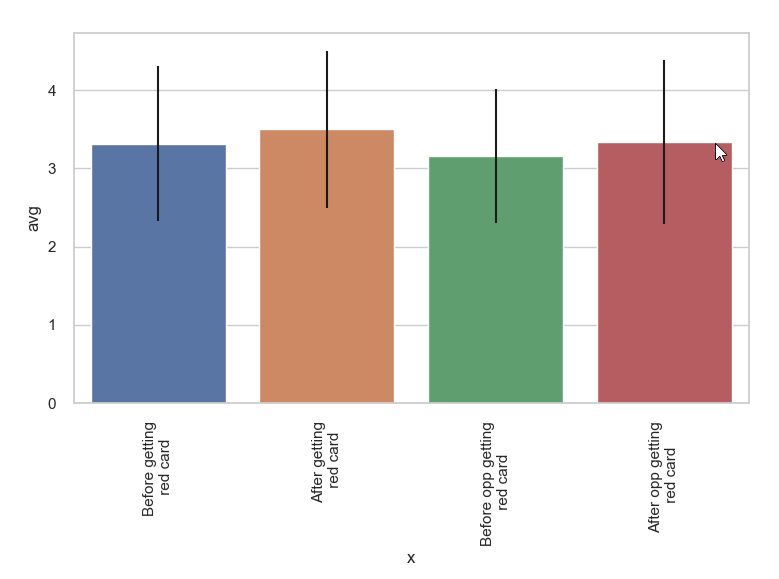 4
3
2
1
0
avg
Before getting
red card
After getting
red card
Before opp getting
red card
After opp getting
red card
x